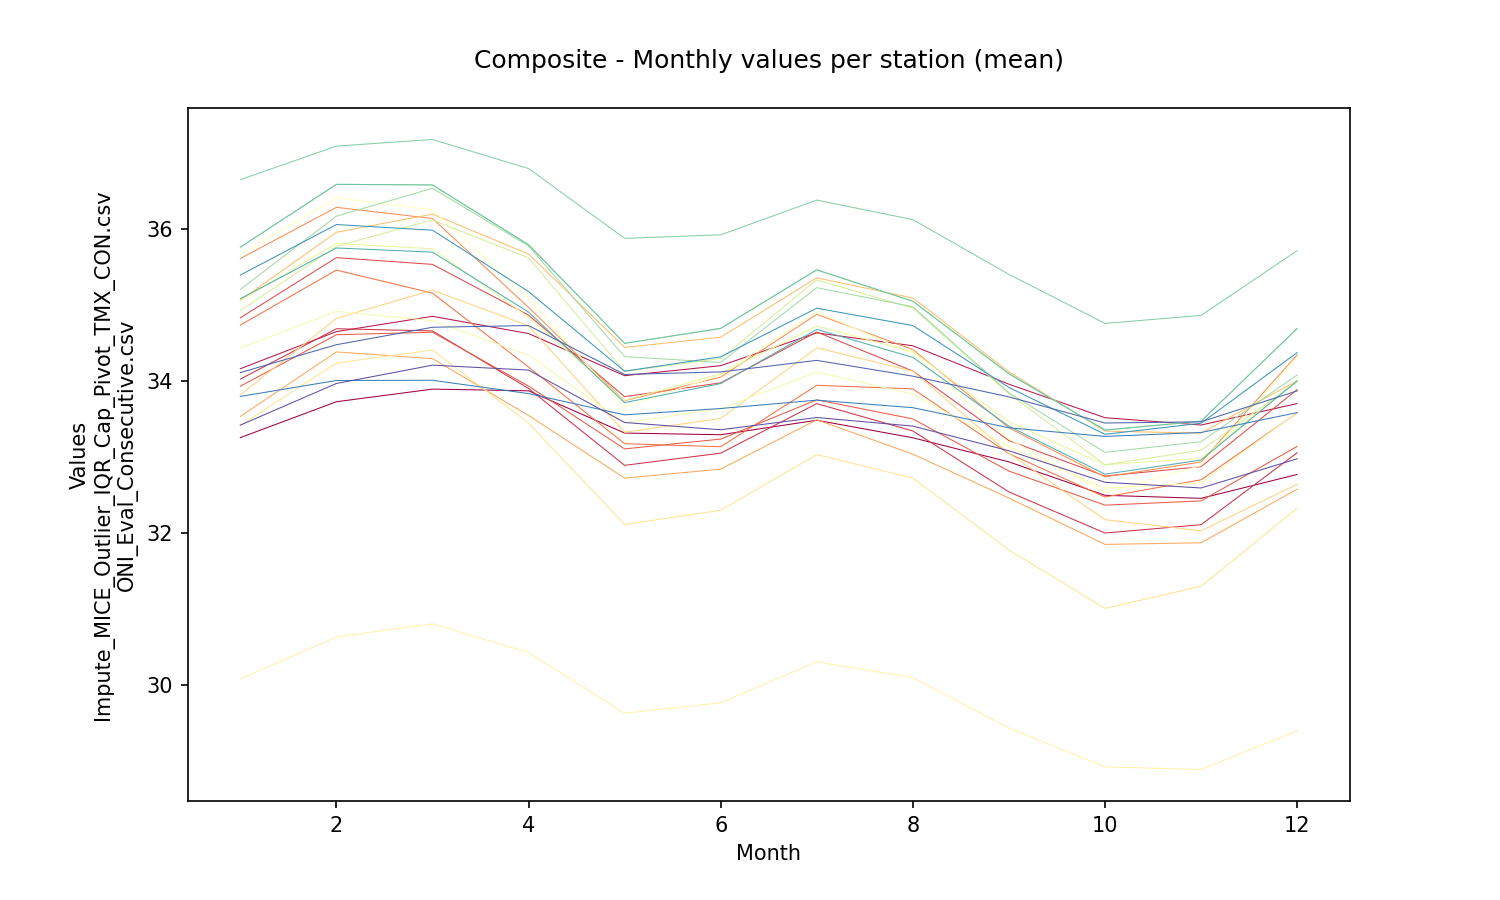 Composite - Monthly values per station (mean)
Values
Impute_MICE_Outlier_IQR_Cap_Pivot_TMX_CON.csv
ONI_Eval_Consecutive.csv
36
34
32
30
2 4 6 8 10 12
Month